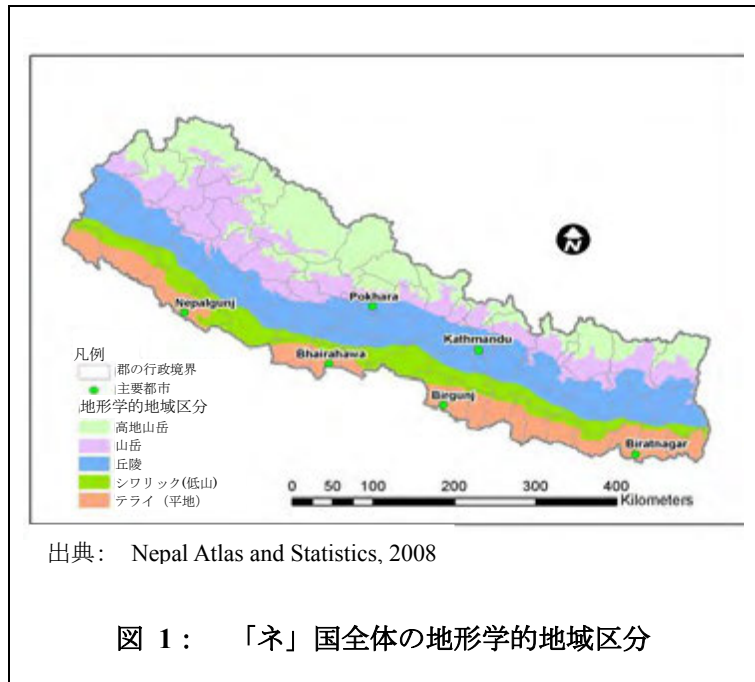 N
Pokhara
Nepalgunj
Kathmandu
Bhairahawa
Birgunj
Biratnagar
凡例
郡の行政境界
主要都市
地形学的地域区分
高地山岳
山岳
丘陵
シワリック(低山)
テライ（平地）
0 50 100 200 300 400
Kilometers
出典： Nepal Atlas and Statistics, 2008
図 1： 「ネ」国全体の地形学的地域区分